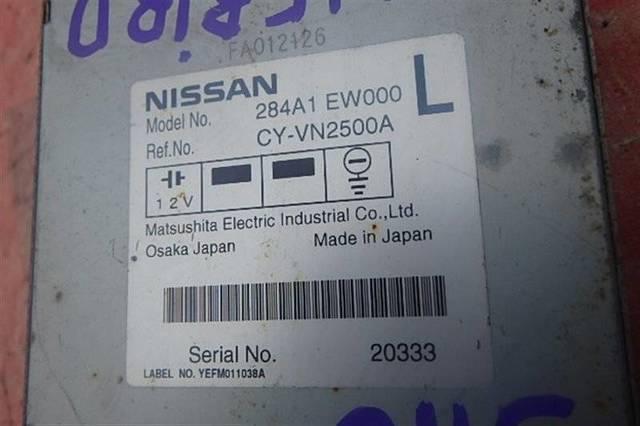 FA012126
NISSAN
L
Model No. 284A1 EW000
Ref.No. CY-VN2500A
12V
Matsushita Electric Industrial Co.,Ltd.
Osaka Japan Made in Japan
Serial No. 20333
LABEL NO. YEFM011038A